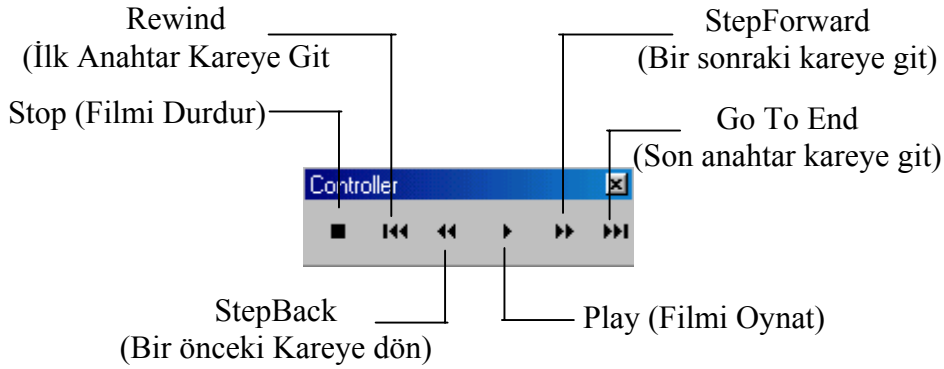 Rewind
(İlk Anahtar Kareye Git
StepForward
(Bir sonraki kareye git)
Stop (Filmi Durdur)
Go To End
(Son anahtar kareye git)
Controller
StepBack
(Bir önceki Kareye dön)
Play (Filmi Oynat)